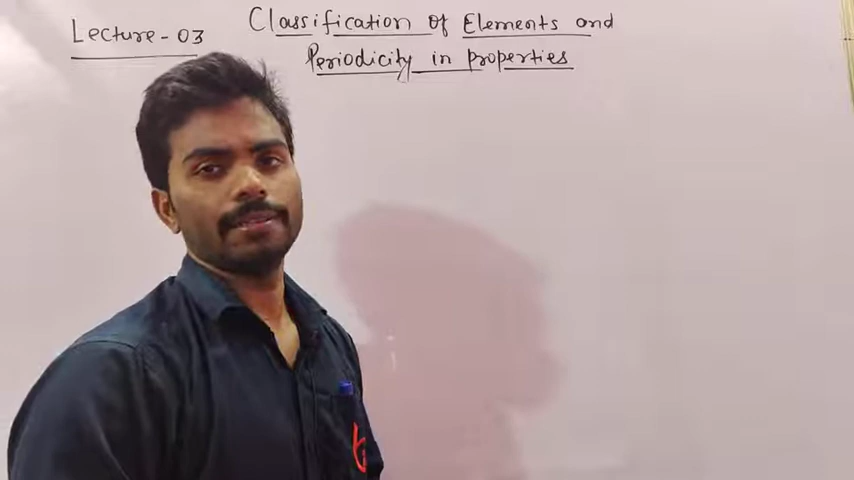 Lecture-03
Classification of Elements and
Periodicity in properties